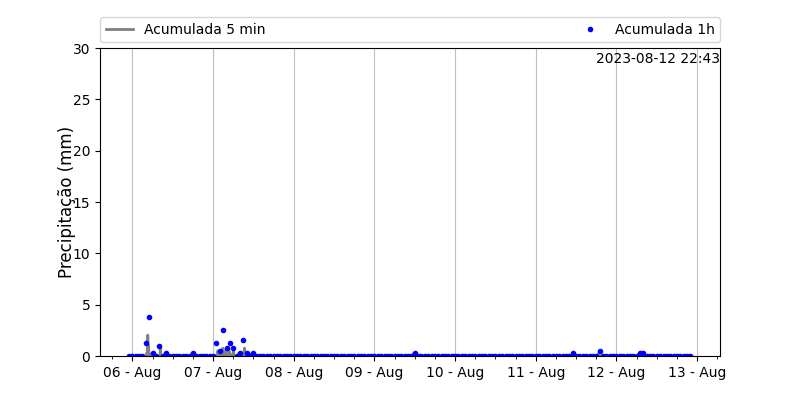 Acumulada 5 min
Acumulada 1h
2023-08-12 22:43
Precipitação (mm)
30
25
20
15
10
5
0
06 - Aug
07 - Aug
08 - Aug
09 - Aug
10 - Aug
11 - Aug
12 - Aug
13 - Aug